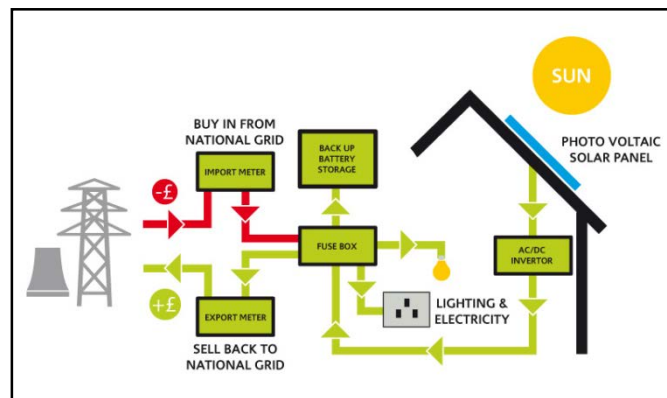 SUN
BUY IN FROM
NATIONAL GRID
PHOTO VOLTAIC
SOLAR PANEL
BACK UP
BATTERY
STORAGE
IMPORT METER
-£
FUSE BOX
AC/DC
INVERTOR
+£
EXPORT METER
LIGHTING &
ELECTRICITY
SELL BACK TO
NATIONAL GRID